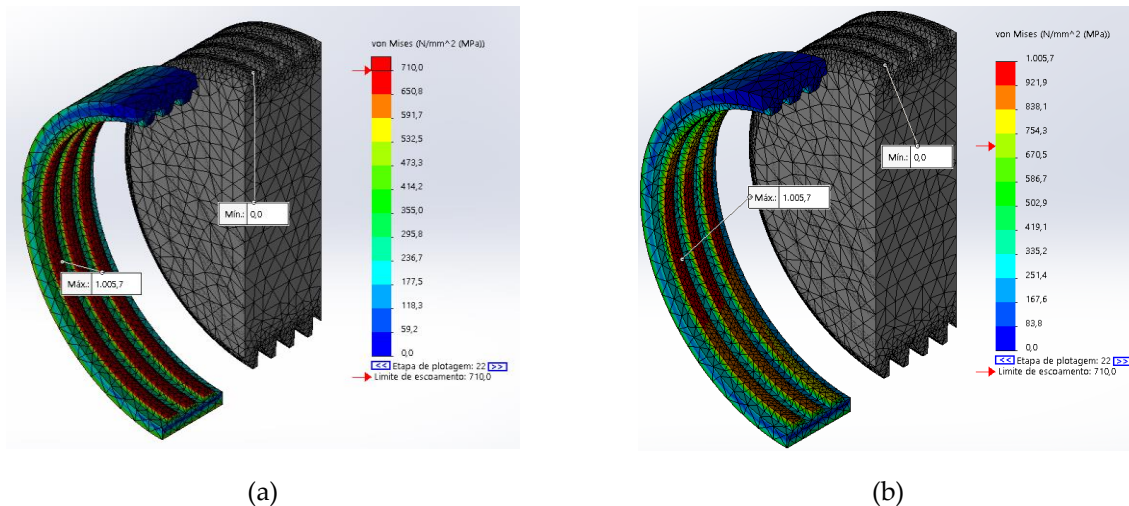 von Mises (N/mm^2 (MPa))
710,0
650,8
591,7
532,5
473,3
414,2
355,0
295,8
236,7
177,5
118,3
59,2
0,0
<< Etapa de plotagem: 22 >>
Limite de escoamento: 710,0
Mín.: 0,0
Máx.: 1.005,7
(a)
von Mises (N/mm^2 (MPa))
1.005,7
921,9
838,1
754,3
670,5
586,7
502,9
419,1
335,2
251,4
167,6
83,8
0,0
<< Etapa de plotagem: 22 >>
Limite de escoamento: 710,0
Mín.: 0,0
Máx.: 1.005,7
(b)